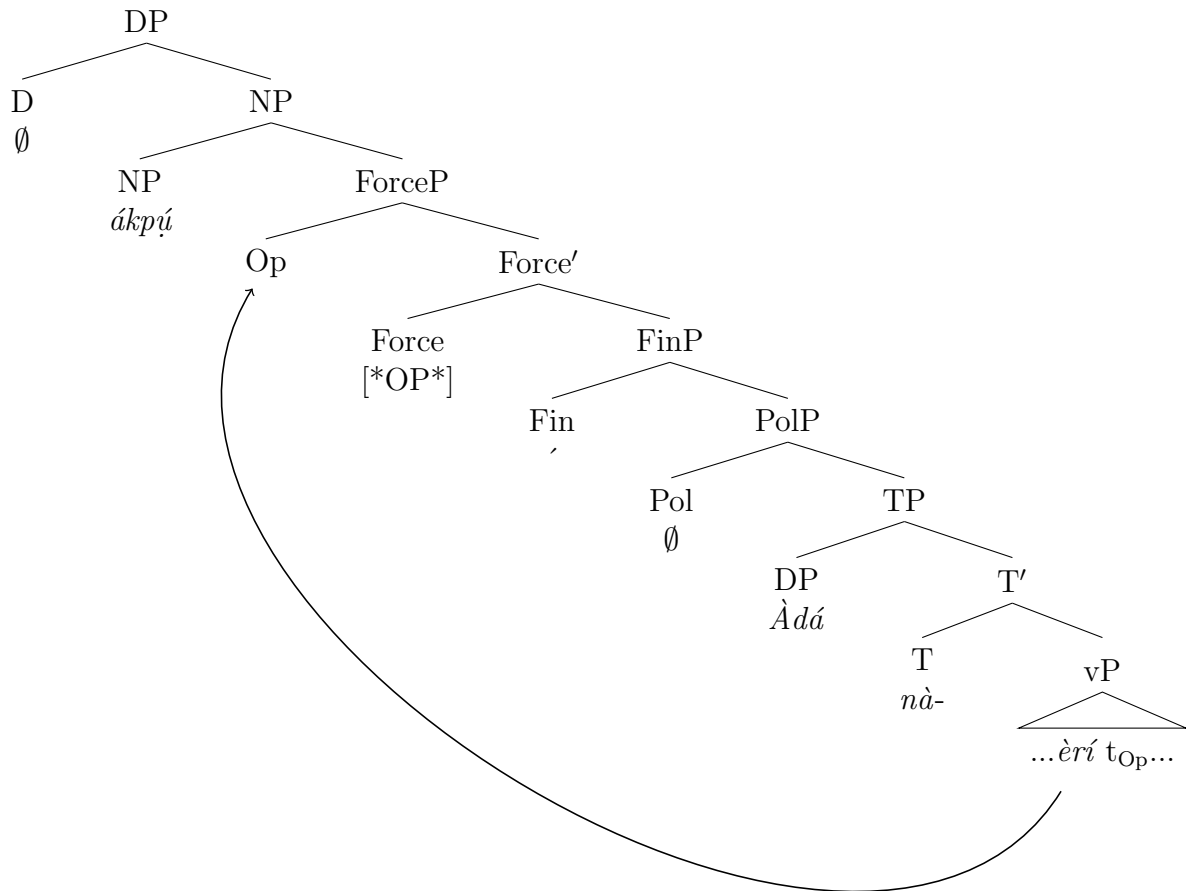 DP
D NP
∅
NP ForceP
ákpụ́
Op Force′
Force FinP
[*OP*]
Fin PolP
´
Pol TP
∅
DP T′
Àdá
T vP
nà-
...èrí tOp...